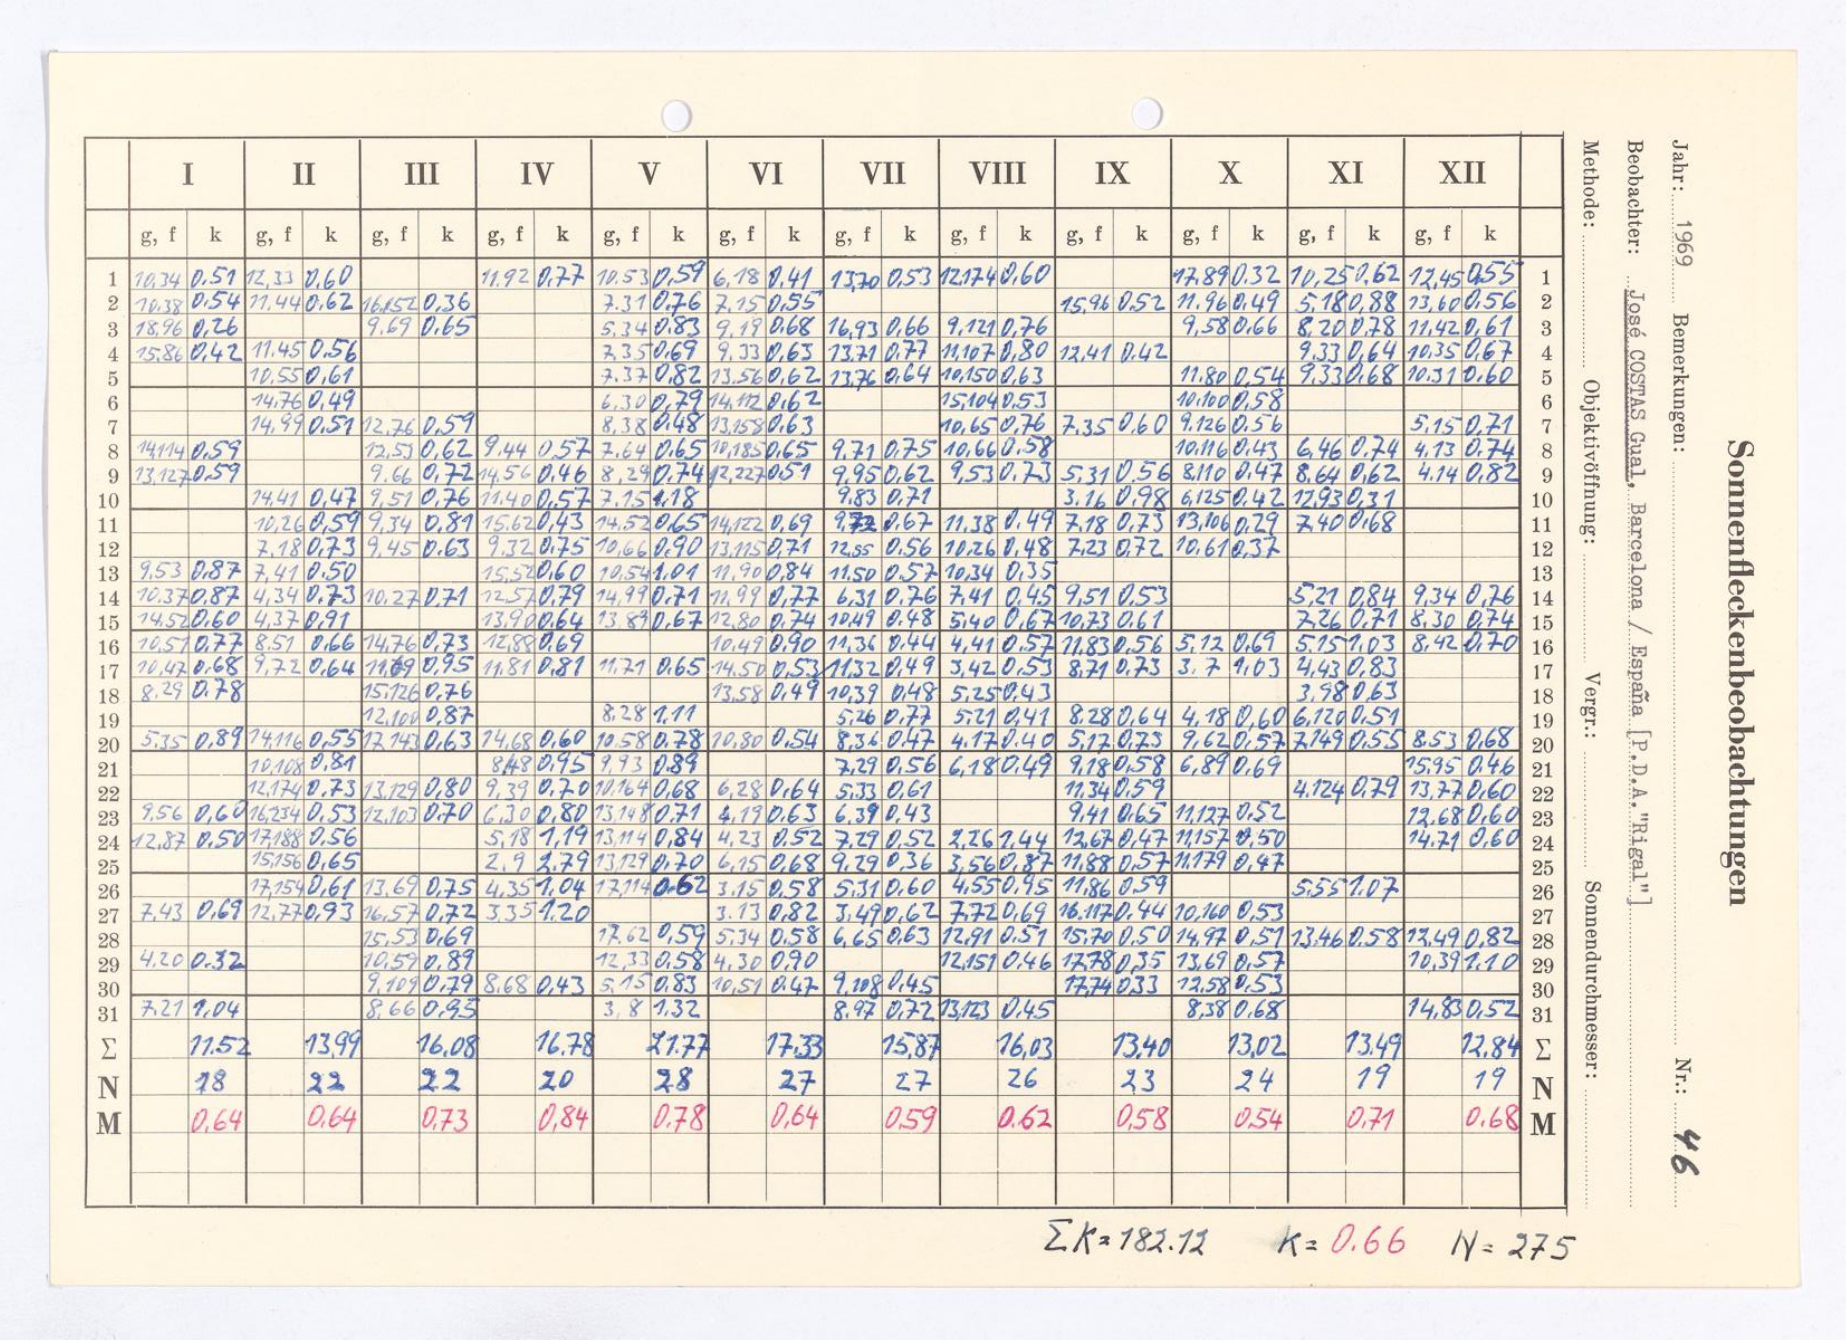 I II III IV V VI VII VIII IX X XI XII
g, f k g, f k g, f k g, f k g, f k g, f k g, f k g, f k g, f k g, f k g, f k g, f k
1 10,34 0,51 12,33 0,60 11,92 0,77 10.53 0,59 6,18 0,41 13,70 0,53 12,174 0,60 17.89 0,32 10,25 0,62 12,45 0,55 1
2 10,38 0,54 11,44 0,62 16,152 0,36 7.31 0,76 7,15 0,55 15,96 0,52 11.96 0,49 5,18 0,88 13,60 0,56 2
3 18,96 0,26 9.69 0,65 5.34 0,83 9,19 0,68 16,93 0,66 9,121 0,76 9,58 0,66 8,20 0,78 11,42 0,61 3
4 15,86 0,42 11.45 0,56 7,35 0,69 9,33 0,63 13,71 0,77 11,107 0,80 12,41 0,42 9.33 0,64 10,35 0,67 4
5 10,55 0,61 7.37 0,82 13,56 0,62 13,76 0,64 10,150 0,63 11.80 0,54 9.33 0,68 10.31 0,60 5
6 14,76 0,49 6,30 0,79 14,112 0,62 15,104 0,53 10,100 0,58 6
7 14,99 0,51 12,76 0,59 8,38 0,48 13,158 0,63 10,65 0,76 7,35 0,60 9,126 0,56 5,15 0,71 7
8 14,114 0,59 12,53 0,62 9,44 0,57 7,64 0,65 10,185 0,65 9,71 0,75 10,66 0,58 10,116 0,43 6,46 0,74 4,13 0,74 8
9 13,127 0,59 9.66 0,72 14,56 0,46 8,29 0,74 12,227 0,51 9,95 0,62 9,53 0,73 5,31 0,56 8,110 0,47 8,64 0,62 4,14 0,82 9
10 14,41 0,47 9,51 0,76 11.40 0,57 7.15 1,18 9.83 0,71 3.16 0,98 6,125 0,42 12,93 0,31 10
11 10,26 0,59 9,34 0,81 15,62 0,43 14,52 0,65 14,122 0,69 9,72 0,67 11.38 0.49 7,18 0,73 13,106 0,29 7,40 0,68 11
12 7,18 0,73 9,45 0,63 9,32 0,75 10,66 0,90 13,115 0,71 12,55 0,56 10,26 0,48 7,23 0,72 10,61 0,37 12
13 9,53 0,87 7,41 0,50 15,52 0,60 10,54 1,01 11,90 0,84 11.50 0,57 10,34 0,35 13
14 10,37 0,87 4,34 0,73 10,27 0,71 12,57 0,79 14,99 0,71 11,99 0,77 6,31 0,76 7,41 0,45 9,51 0,53 5,21 0,84 9,34 0,76 14
15 14,52 0,60 4,37 0,91 13,90 0,64 13,89 0,67 12,80 0,74 10,49 0,48 5,40 0,67 10,73 0,61 7,26 0,71 8,30 0,74 15
16 10,51 0,77 8,51 0,66 14,76 0,73 12,88 0,69 10,49 0,90 11,36 0,44 4,41 0,57 11,83 0,56 5,12 0,69 5,15 1,03 8,42 0,70 16
17 10,47 0,68 9,72 0,64 11,69 0,95 11,81 0,81 11,71 0,65 14,50 0,53 11,32 0,49 3,42 0,53 8,71 0,73 3,7 1,03 4,43 0,83 17
18 8,29 0,78 15,126 0,76 13,58 0,49 10,39 0,48 5,25 0,43 3,98 0,63 18
19 12,100 0,87 8,28 1,11 5,26 0,77 5,21 0,41 8,28 0,64 4,18 0,60 6,120 0,51 19
20 5,35 0,89 14,116 0,55 17,143 0,63 14,68 0,60 10,58 0,78 10,80 0,54 8,36 0,47 4,17 0,40 5,17 0,73 9,62 0,57 7,149 0,55 8,53 0,68 20
21 10,108 0,81 8,48 0,95 9,93 0,89 7,29 0,56 6,18 0,49 9,18 0,58 6,89 0,69 15,95 0,46 21
22 12,174 0,73 13,129 0,80 9,39 0,70 10,164 0,68 6,28 0,64 5,33 0,61 11,34 0,59 4,124 0,79 13,77 0,60 22
23 9,56 0,60 16,234 0,53 12,103 0,70 6,30 0,80 13,148 0,71 4,19 0,63 6,39 0,43 9,41 0,65 11,127 0,52 12,68 0,60 23
24 12,87 0,50 17,188 0,56 5,18 1,19 13,114 0,84 4,23 0,52 7,29 0,52 2,26 1,44 12,67 0,47 11,157 0,50 14,71 0,60 24
25 15,156 0,65 2,9 2,79 13,129 0,70 6,15 0,68 9,29 0,36 3,56 0,87 11,88 0,57 11,179 0,47 25
26 17,154 0,61 13,69 0,75 4,35 1,04 17,114 0,62 3,15 0,58 5,31 0,60 4,55 0,95 11,86 0,59 5,55 1,07 26
27 7,43 0,69 12,77 0,93 16,57 0,72 3,35 1,20 3,13 0,82 3,49 0,62 7,72 0,69 16,117 0,44 10,160 0,53 27
28 15,53 0,69 17,62 0,59 5,34 0,58 6,65 0,63 12,91 0,51 15,70 0,50 14,97 0,51 13,46 0,58 12,49 0,82 28
29 4,20 0,32 10,59 0,89 12,33 0,58 4,30 0,90 12,151 0,46 17,78 0,35 13,69 0,57 10,39 1,10 29
30 9,109 0,79 8,68 0,43 5,15 0,83 10,51 0,47 9,108 0,45 17,74 0,33 12,58 0,53 30
31 7,21 1,04 8,66 0,95 3,8 1,32 8,97 0,72 13,123 0,45 8,38 0,68 14,83 0,52 31
Σ 11.52 13,99 16,08 16.78 21.77 17.33 15,87 16,03 13,40 13,02 13.49 12,84 Σ
N 18 22 22 20 28 27 27 26 23 24 19 19 N
M 0,64 0,64 0,73 0,84 0.78 0,64 0,59 0.62 0,58 0,54 0,71 0.68 M
ΣK = 182.12 K = 0.66 N = 275
Sonnenfleckenbeobachtungen
Jahr: 1969 Bemerkungen: Nr.: 46
Beobachter: José COSTAS Gual, Barcelona / España [P.D.A. "Rigal"]
Methode: Objektivöffnung: Vergr.: Sonnendurchmesser: